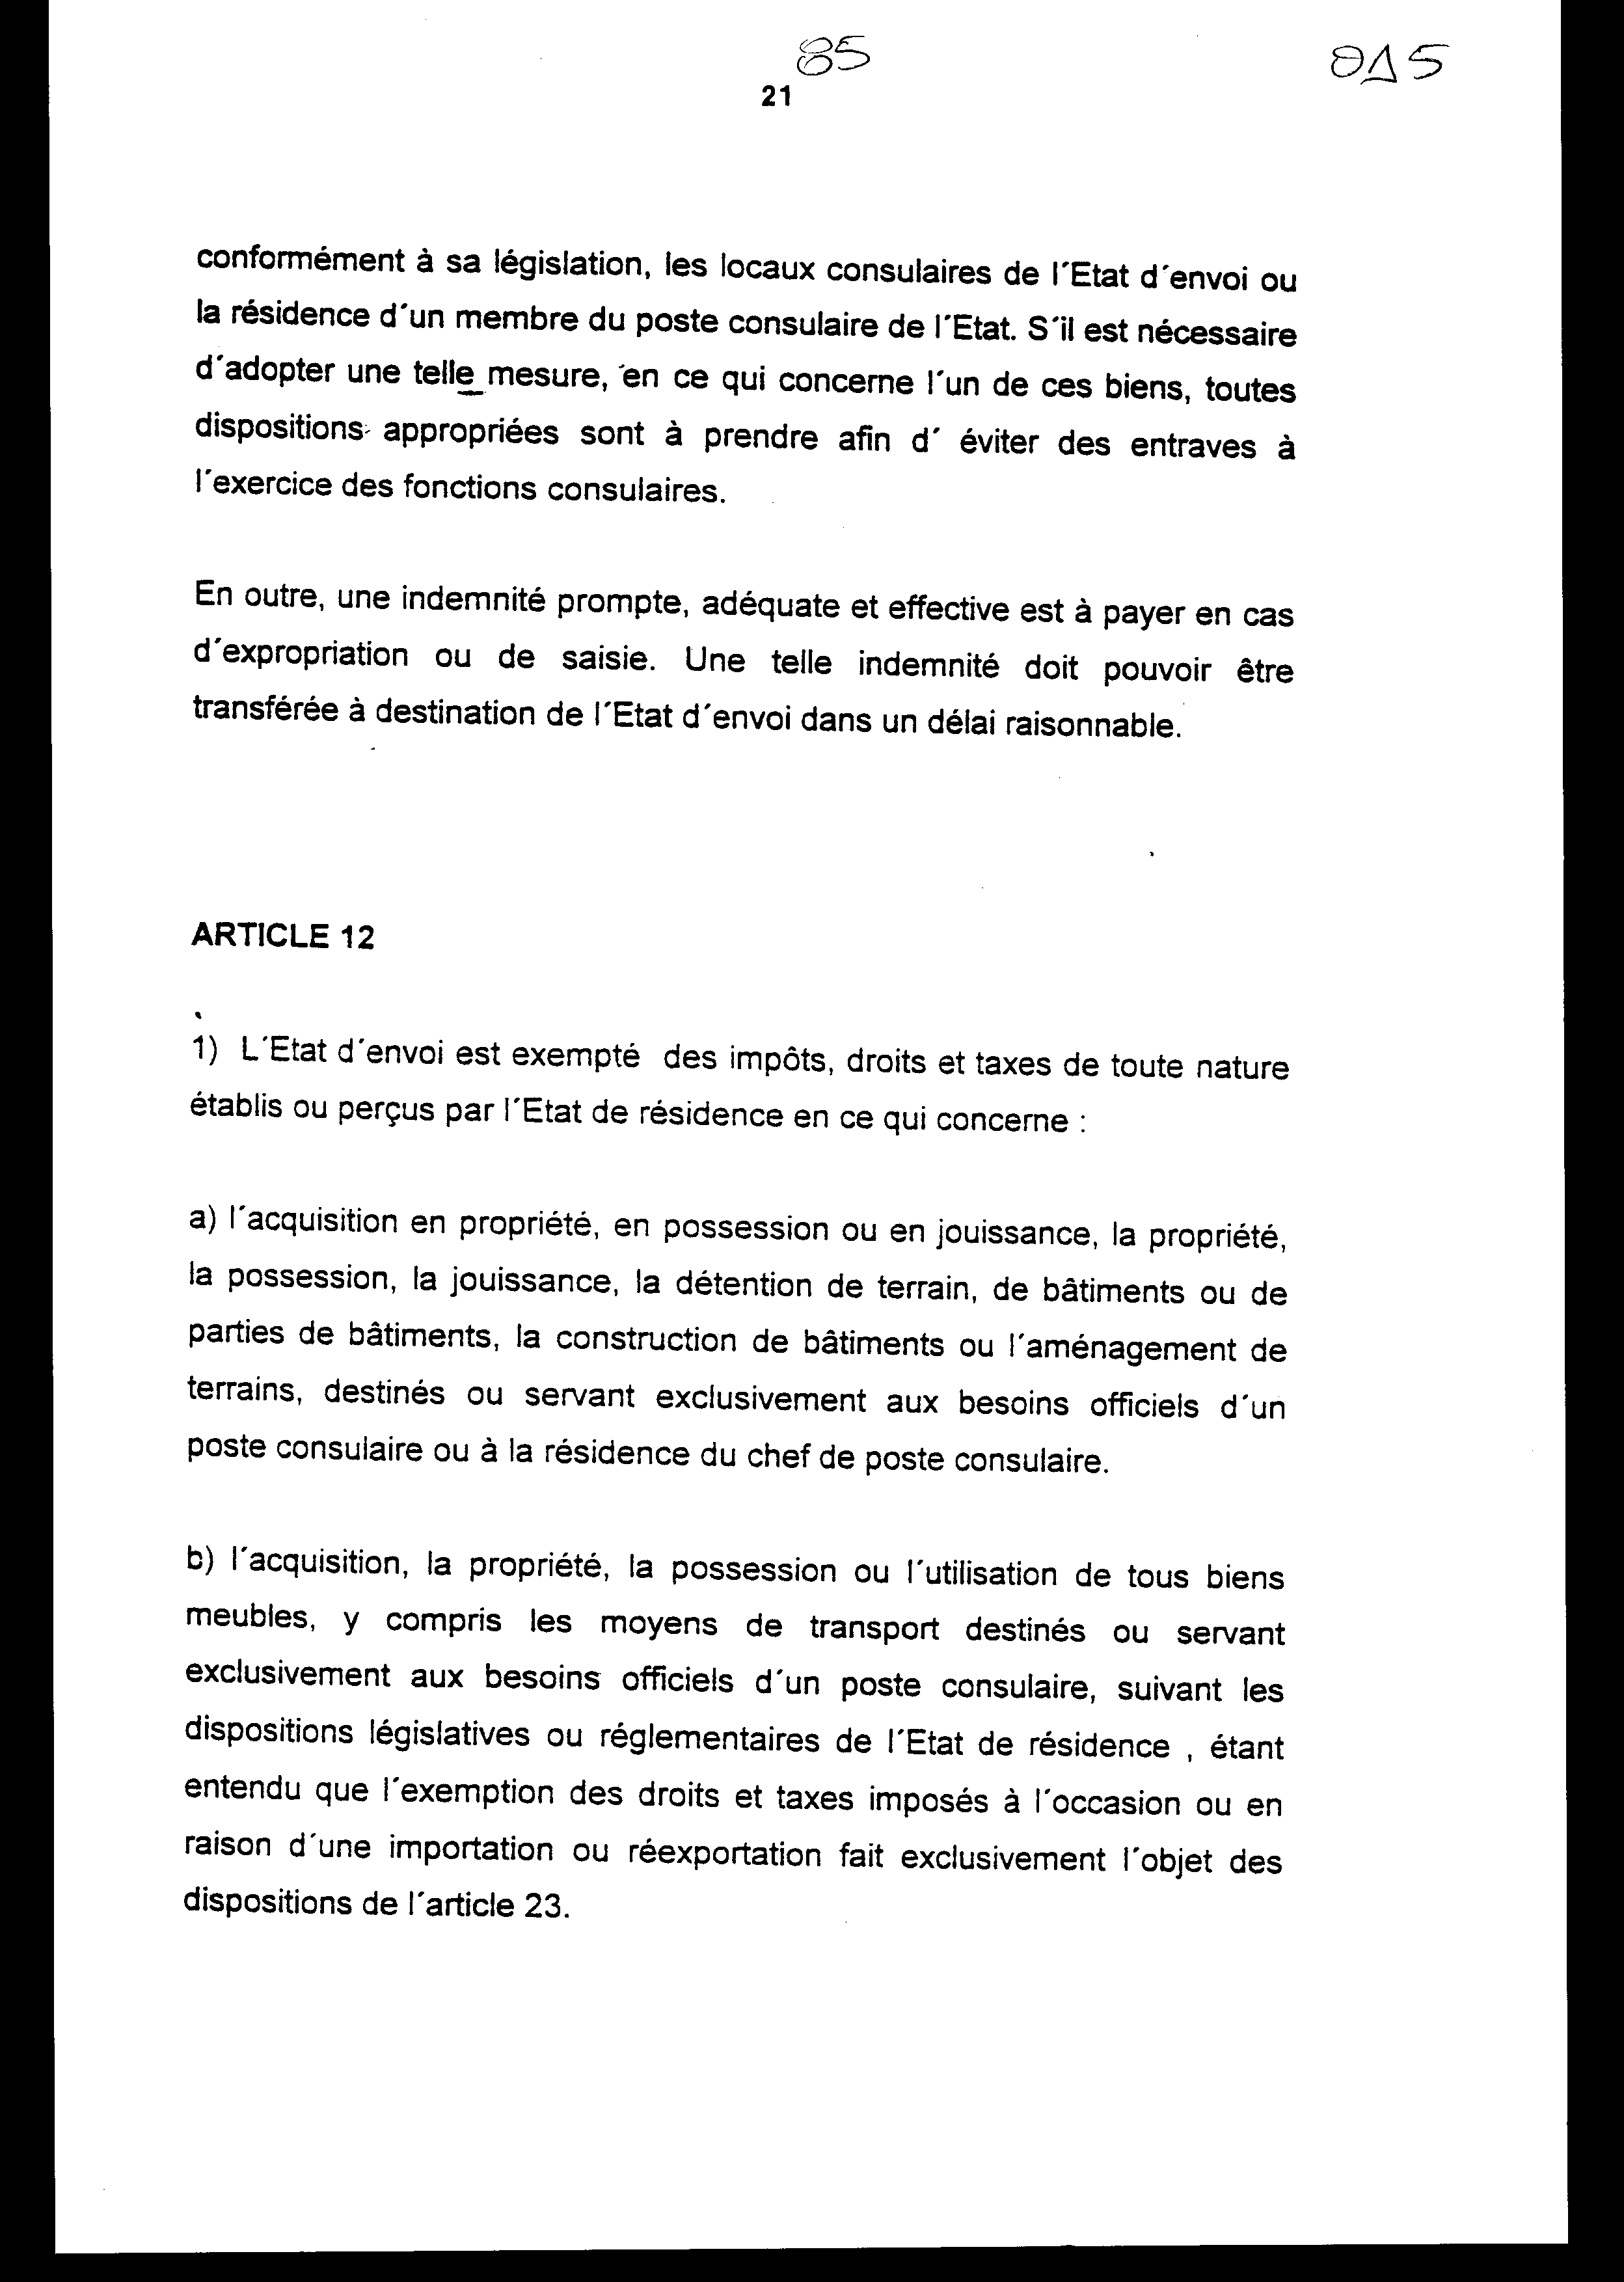 85
21
015
conformément à sa législation, les locaux consulaires de l´Etat d´envoi ou
la résidence d´un membre du poste consulaire de l´Etat. S´il est nécessaire
d´adopter une telle mesure, en ce qui concerne l´un de ces biens, toutes
dispositions appropriées sont à prendre afin d´ éviter des entraves à
l´exercice des fonctions consulaires.
En outre, une indemnité prompte, adéquate et effective est à payer en cas
d´expropriation ou de saisie. Une telle indemnité doit pouvoir être
transférée à destination de l´Etat d´envoi dans un délai raisonnable.
ARTICLE 12
1) L´Etat d´envoi est exempté des impôts, droits et taxes de toute nature
établis ou perçus par l´Etat de résidence en ce qui concerne :
a) l´acquisition en propriété, en possession ou en jouissance, la propriété,
la possession, la jouissance, la détention de terrain, de bâtiments ou de
parties de bâtiments, la construction de bâtiments ou l´aménagement de
terrains, destinés ou servant exclusivement aux besoins officiels d´un
poste consulaire ou à la résidence du chef de poste consulaire.
b) l´acquisition, la propriété, la possession ou l´utilisation de tous biens
meubles, y compris les moyens de transport destinés ou servant
exclusivement aux besoins officiels d´un poste consulaire, suivant les
dispositions législatives ou réglementaires de l´Etat de résidence , étant
entendu que l´exemption des droits et taxes imposés à l´occasion ou en
raison d´une importation ou réexportation fait exclusivement l´objet des
dispositions de l´article 23.